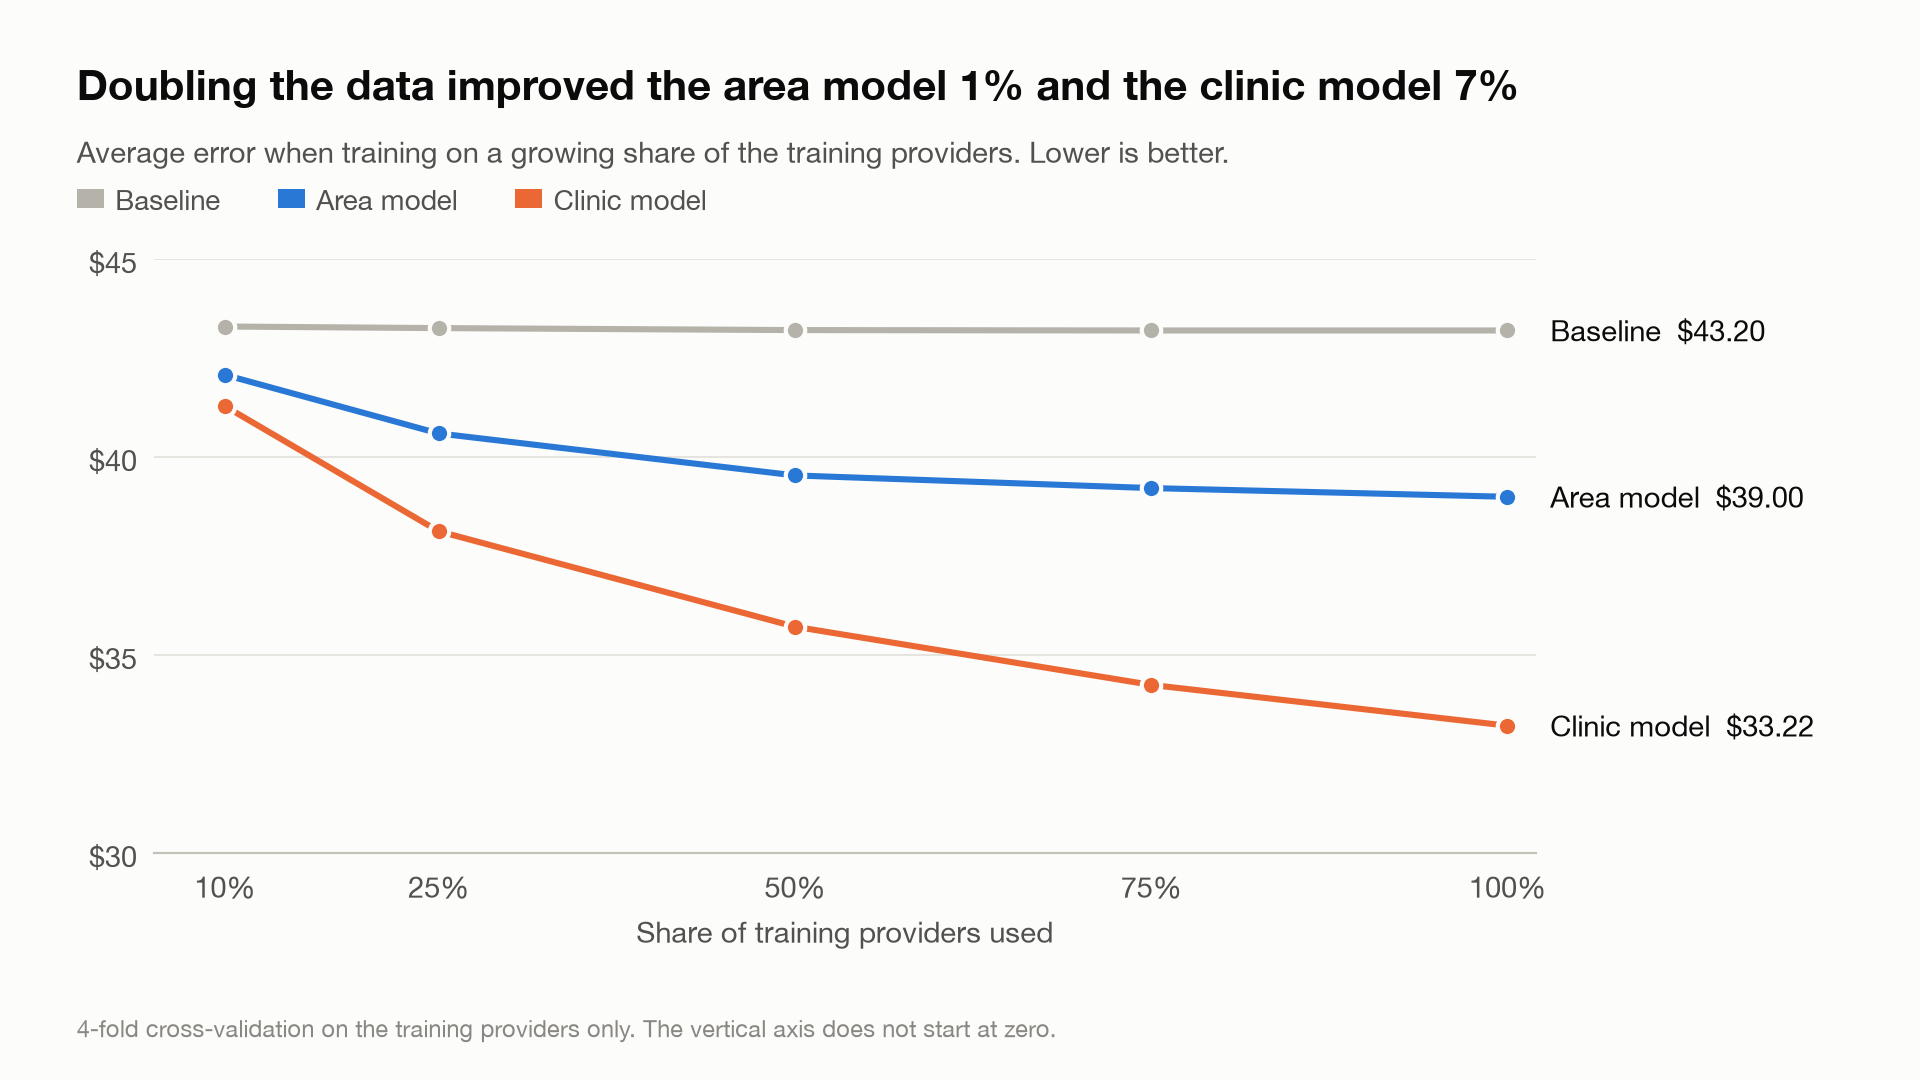 Doubling the data improved the area model 1% and the clinic model 7%
Average error when training on a growing share of the training providers. Lower is better.
Baseline Area model Clinic model
$45
Baseline $43.20
$40
Area model $39.00
$35
Clinic model $33.22
$30
10% 25% 50% 75% 100%
Share of training providers used
4-fold cross-validation on the training providers only. The vertical axis does not start at zero.